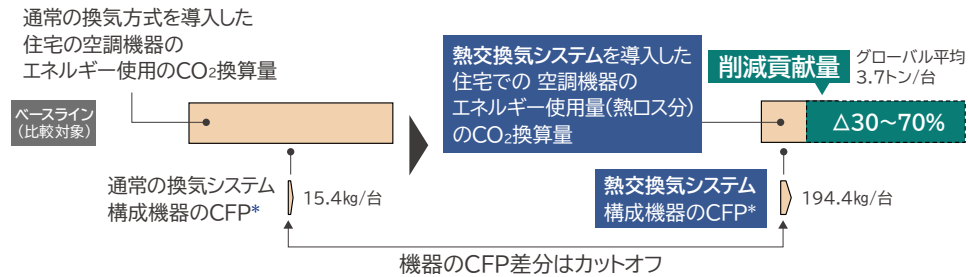 通常の換気方式を導入した
住宅の空調機器の
エネルギー使用のCO₂換算量
ベースライン
(比較対象)
熱交換気システムを導入した
住宅での 空調機器の
エネルギー使用量(熱ロス分)
のCO₂換算量
削減貢献量
グローバル平均
3.7トン/台
Δ30~70%
通常の換気システム
構成機器のCFP*
15.4kg/台
熱交換気システム
構成機器のCFP*
194.4kg/台
機器のCFP差分はカットオフ